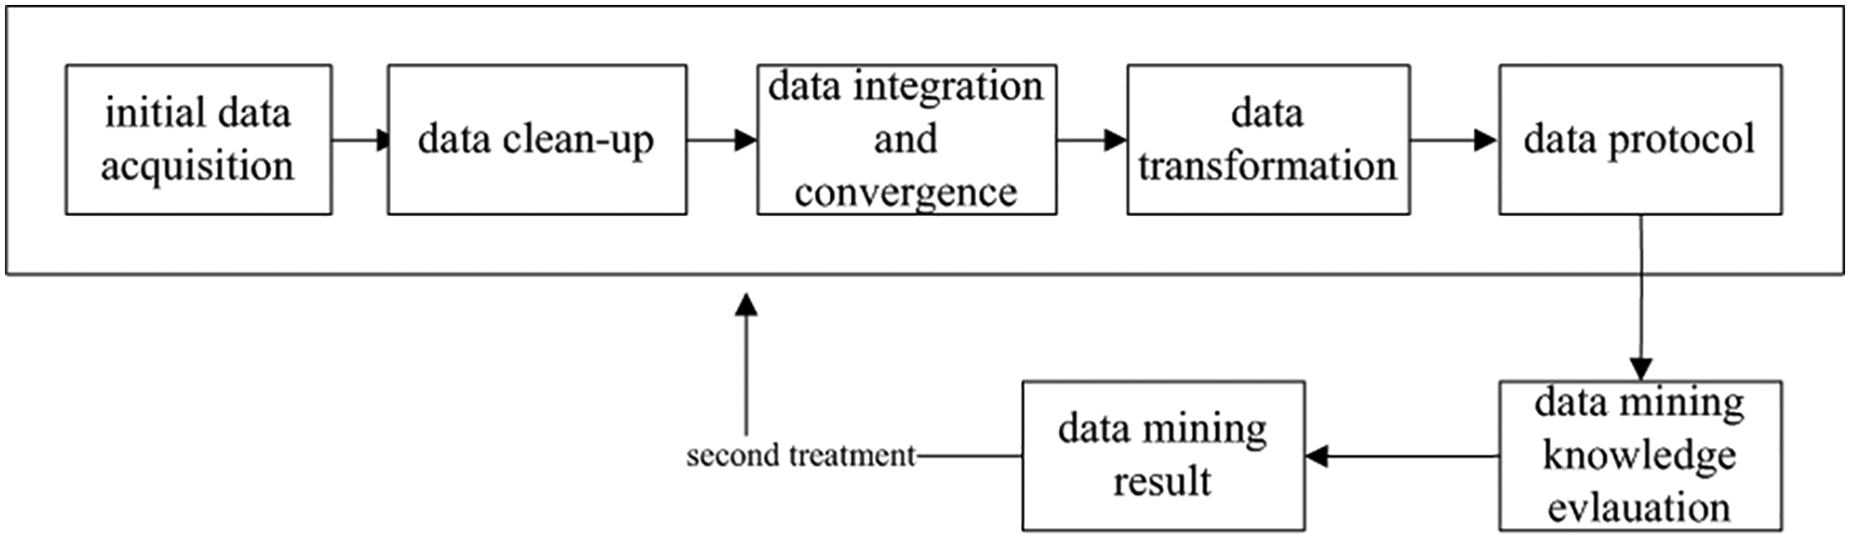 initial data
acquisition
data clean-up
data integration
and
convergence
data
transformation
data protocol
second treatment
data mining
result
data mining
knowledge
evlauation